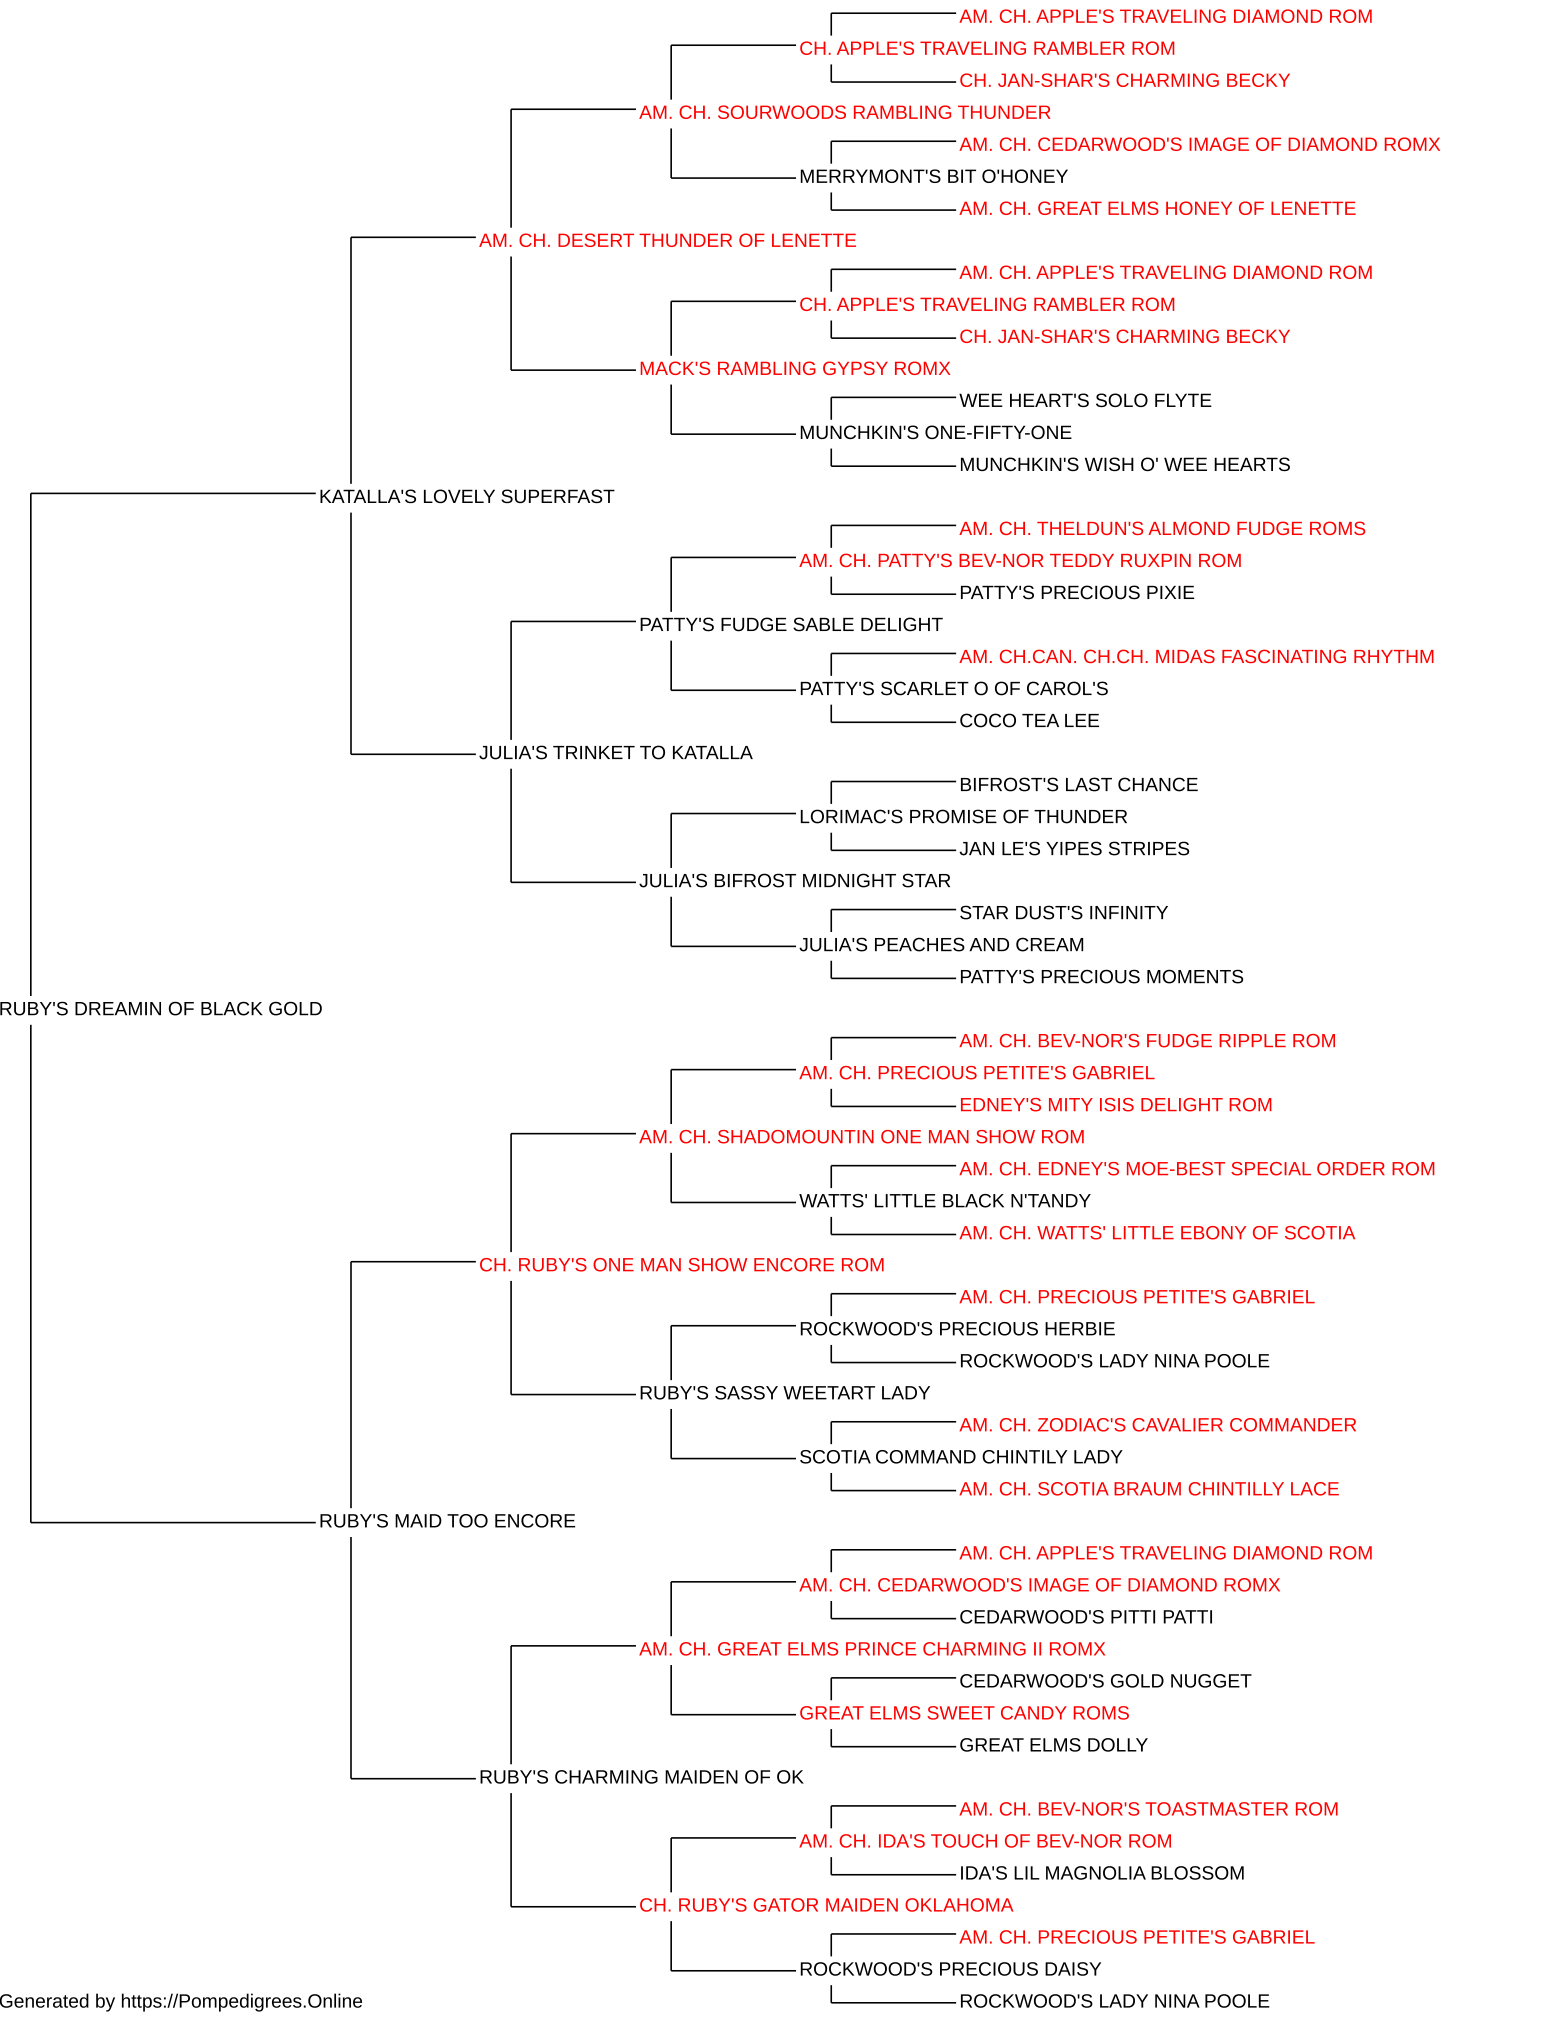 AM. CH. APPLE'S TRAVELING DIAMOND ROM
CH. APPLE'S TRAVELING RAMBLER ROM
CH. JAN-SHAR'S CHARMING BECKY
AM. CH. SOURWOODS RAMBLING THUNDER
AM. CH. CEDARWOOD'S IMAGE OF DIAMOND ROMX
MERRYMONT'S BIT O'HONEY
AM. CH. GREAT ELMS HONEY OF LENETTE
AM. CH. DESERT THUNDER OF LENETTE
AM. CH. APPLE'S TRAVELING DIAMOND ROM
CH. APPLE'S TRAVELING RAMBLER ROM
CH. JAN-SHAR'S CHARMING BECKY
MACK'S RAMBLING GYPSY ROMX
WEE HEART'S SOLO FLYTE
MUNCHKIN'S ONE-FIFTY-ONE
MUNCHKIN'S WISH O' WEE HEARTS
KATALLA'S LOVELY SUPERFAST
AM. CH. THELDUN'S ALMOND FUDGE ROMS
AM. CH. PATTY'S BEV-NOR TEDDY RUXPIN ROM
PATTY'S PRECIOUS PIXIE
PATTY'S FUDGE SABLE DELIGHT
AM. CH.CAN. CH.CH. MIDAS FASCINATING RHYTHM
PATTY'S SCARLET O OF CAROL'S
COCO TEA LEE
JULIA'S TRINKET TO KATALLA
BIFROST'S LAST CHANCE
LORIMAC'S PROMISE OF THUNDER
JAN LE'S YIPES STRIPES
JULIA'S BIFROST MIDNIGHT STAR
STAR DUST'S INFINITY
JULIA'S PEACHES AND CREAM
PATTY'S PRECIOUS MOMENTS
RUBY'S DREAMIN OF BLACK GOLD
AM. CH. BEV-NOR'S FUDGE RIPPLE ROM
AM. CH. PRECIOUS PETITE'S GABRIEL
EDNEY'S MITY ISIS DELIGHT ROM
AM. CH. SHADOMOUNTIN ONE MAN SHOW ROM
AM. CH. EDNEY'S MOE-BEST SPECIAL ORDER ROM
WATTS' LITTLE BLACK N'TANDY
AM. CH. WATTS' LITTLE EBONY OF SCOTIA
CH. RUBY'S ONE MAN SHOW ENCORE ROM
AM. CH. PRECIOUS PETITE'S GABRIEL
ROCKWOOD'S PRECIOUS HERBIE
ROCKWOOD'S LADY NINA POOLE
RUBY'S SASSY WEETART LADY
AM. CH. ZODIAC'S CAVALIER COMMANDER
SCOTIA COMMAND CHINTILY LADY
AM. CH. SCOTIA BRAUM CHINTILLY LACE
RUBY'S MAID TOO ENCORE
AM. CH. APPLE'S TRAVELING DIAMOND ROM
AM. CH. CEDARWOOD'S IMAGE OF DIAMOND ROMX
CEDARWOOD'S PITTI PATTI
AM. CH. GREAT ELMS PRINCE CHARMING II ROMX
CEDARWOOD'S GOLD NUGGET
GREAT ELMS SWEET CANDY ROMS
GREAT ELMS DOLLY
RUBY'S CHARMING MAIDEN OF OK
AM. CH. BEV-NOR'S TOASTMASTER ROM
AM. CH. IDA'S TOUCH OF BEV-NOR ROM
IDA'S LIL MAGNOLIA BLOSSOM
CH. RUBY'S GATOR MAIDEN OKLAHOMA
AM. CH. PRECIOUS PETITE'S GABRIEL
ROCKWOOD'S PRECIOUS DAISY
ROCKWOOD'S LADY NINA POOLE
Generated by https://Pompedigrees.Online